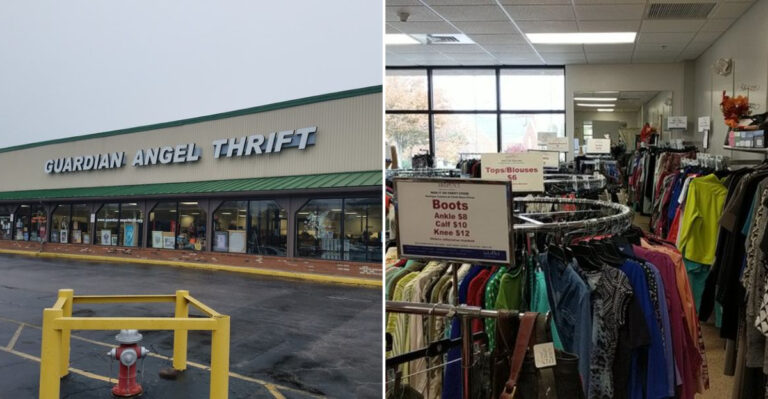 GUARDIAN ANGEL THRIFT
Tops/Blouses
$6
Boots
Ankle $8
Calf $10
Knee $12